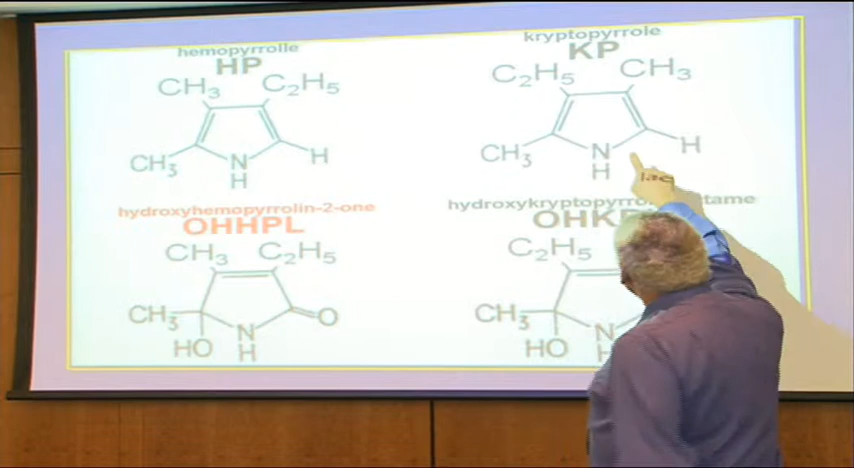 hemopyrrolle
HP
CH₃ C₂H₅
CH₃ N H
H
kryptopyrrole
KP
C₂H₅ CH₃
CH₃ N H
H
hydroxyhemopyrrolin-2-one
OHHPL
CH₃ C₂H₅
CH₃ N O
HO H
C₂H₅
CH₃ N
HO H